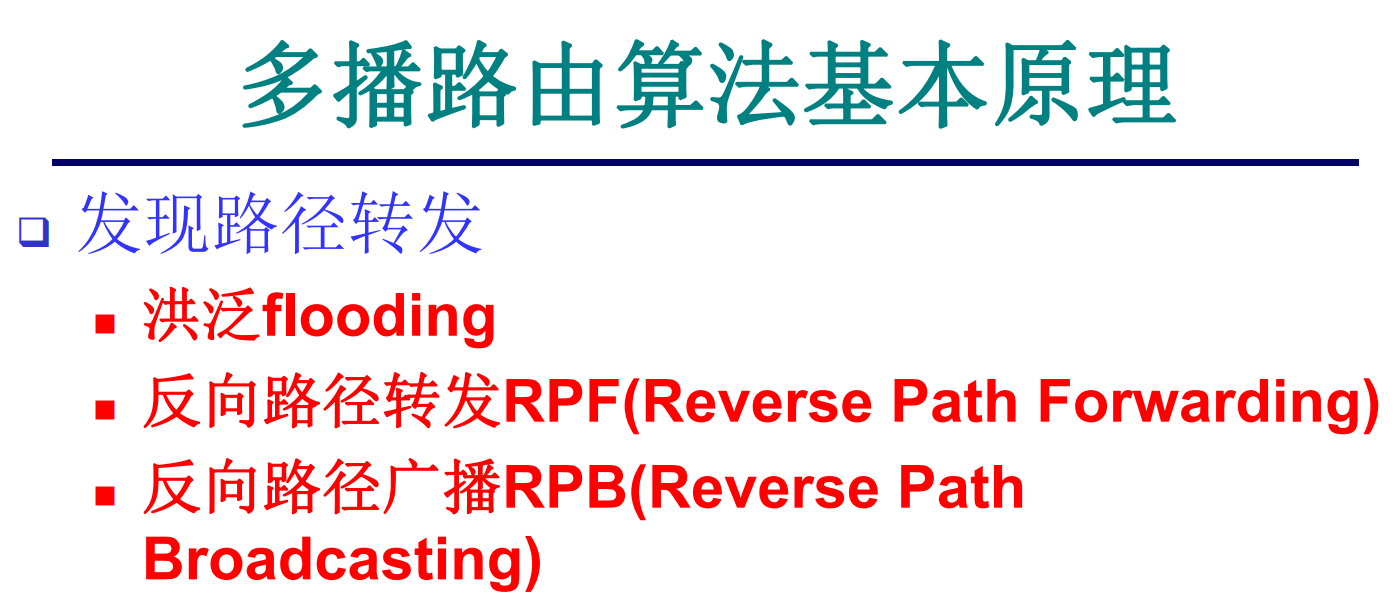 多播路由算法基本原理
发现路径转发
洪泛flooding
反向路径转发RPF(Reverse Path Forwarding)
反向路径广播RPB(Reverse Path
Broadcasting)